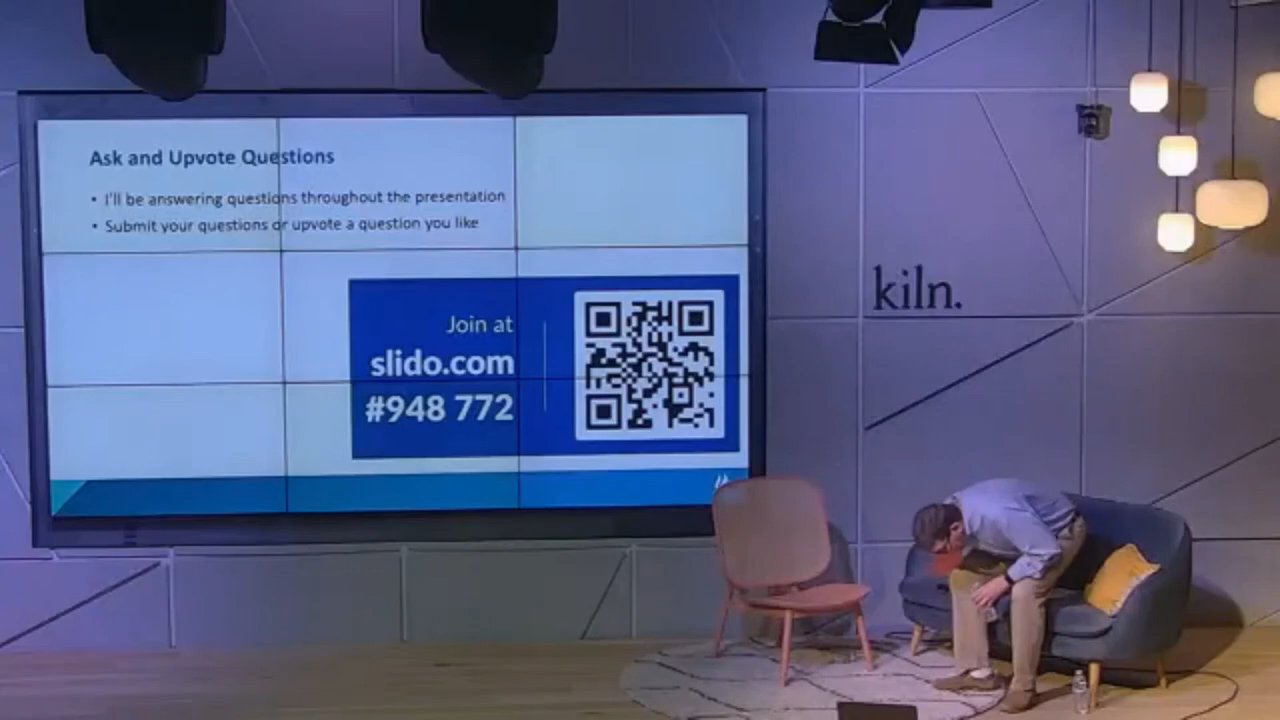 Ask and Upvote Questions
• I'll be answering questions throughout the presentation
• Submit your questions or upvote a question you like
Join at
slido.com
#948 772
kiln.